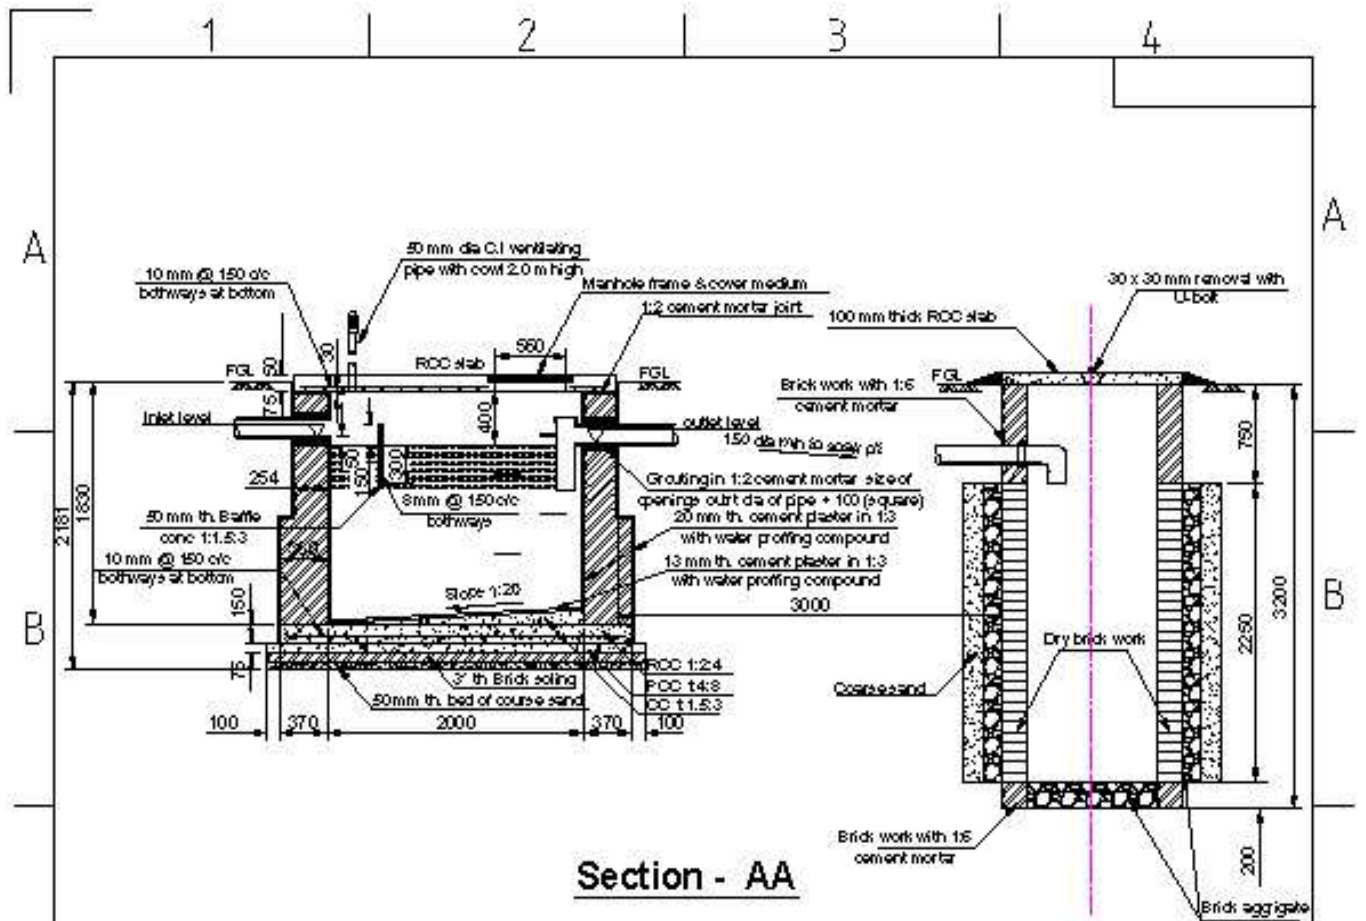 1
2
3
4
A
A
50 mm dia C.I ventilating
pipe with cowl 2.0 m high
10 mm @ 150 c/c
bothways at bottom
Manhole frame & cover medium
1:2 cement mortar joint
30 x 30 mm removal with
U-bolt
100 mm thick RCC slab
30
560
RCC slab
FGL
50
FGL
FGL
75
Brick work with 1:6
cement mortar
Inlet level
400
outlet level
150 dia min to soak pit
750
150
300
254
150
Grouting in 1:2 cement mortar size of
openings
dia of pipe + 100 (square)
8mm @ 150 c/c
bothways
50 mm th. Baffle
conc 1:1.5:3
20 mm th. cement plaster in 1:3
with water proffing compound
2181
1830
10 mm @ 150 c/c
bothways at bottom
13 mm th. cement plaster in 1:3
with water proffing compound
Slope 1:20
3000
150
B
B
3200
2250
Dry brick work
75
RCC 1:2:4
3" th Brick soling
PCC 1:4:8
50mm th. bed of course sand
CC 1:1.5:3
Coarse sand
100
370
2000
370
100
Brick work with 1:6
cement mortar
200
Section - AA
Brick aggrigate